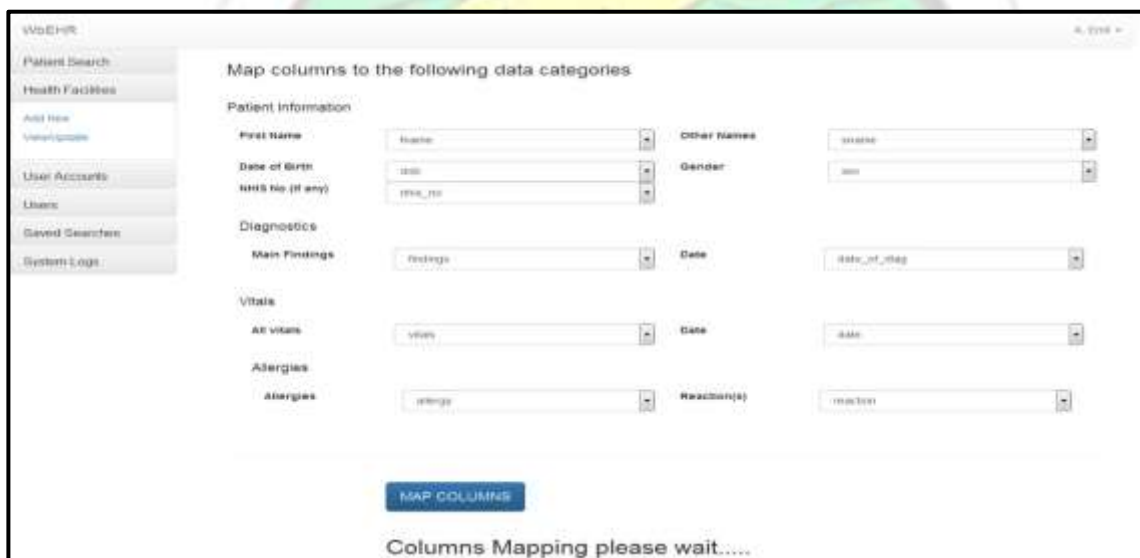 WbEHR
Patient Search
Health Facilities
Add New
View/Update
User Accounts
Users
Saved Searches
System Logs
Map columns to the following data categories
Patient Information
First Name fname Other Names
Date of Birth dob Gender sex
NHIS No (if any) nhis_no
Diagnostics
Main Findings findings Date date_of_diag
Vitals
All vitals vitals Date date
Allergies
Allergies allergy Reaction(s) reaction
MAP COLUMNS
Columns Mapping please wait.....